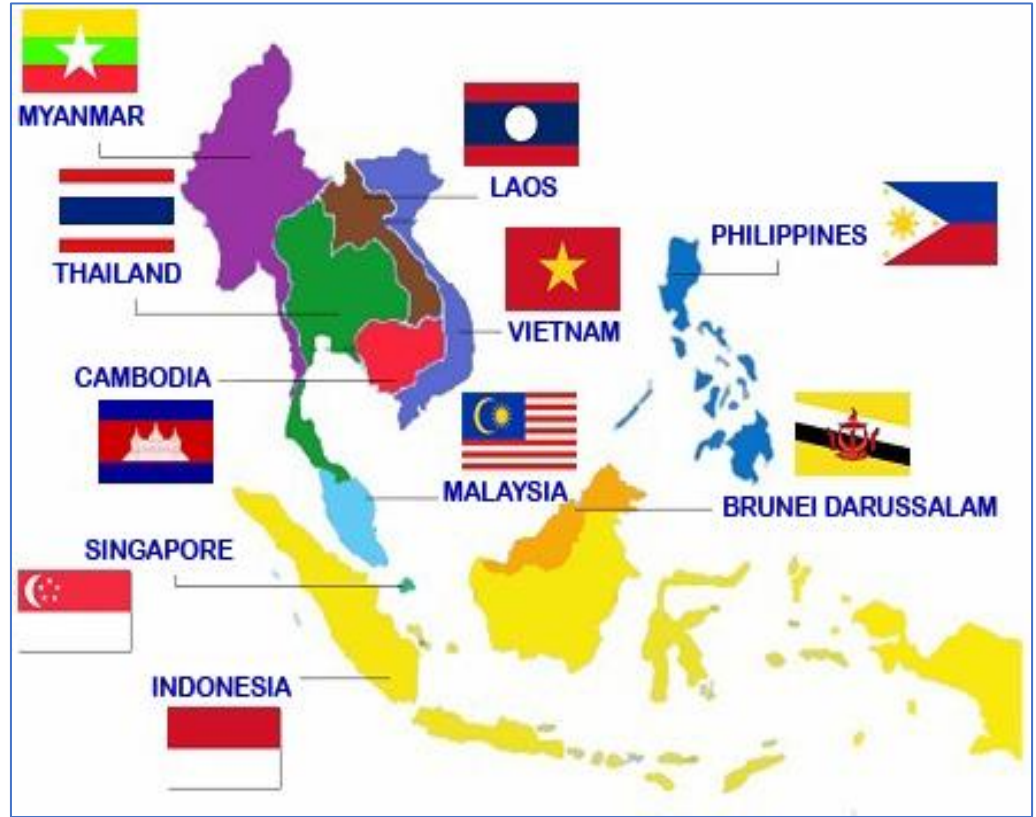 MYANMAR
LAOS
THAILAND
PHILIPPINES
VIETNAM
CAMBODIA
MALAYSIA
BRUNEI DARUSSALAM
SINGAPORE
INDONESIA